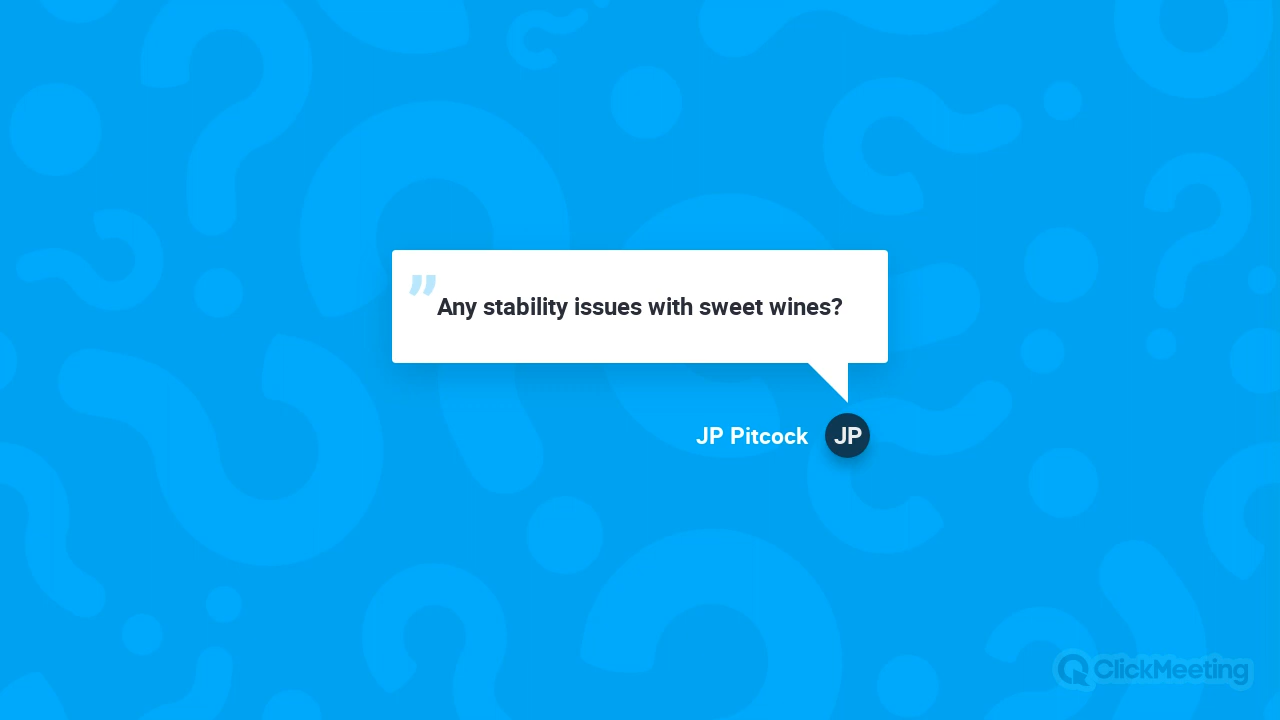 ” Any stability issues with sweet wines?
JP Pitcock JP
ClickMeeting